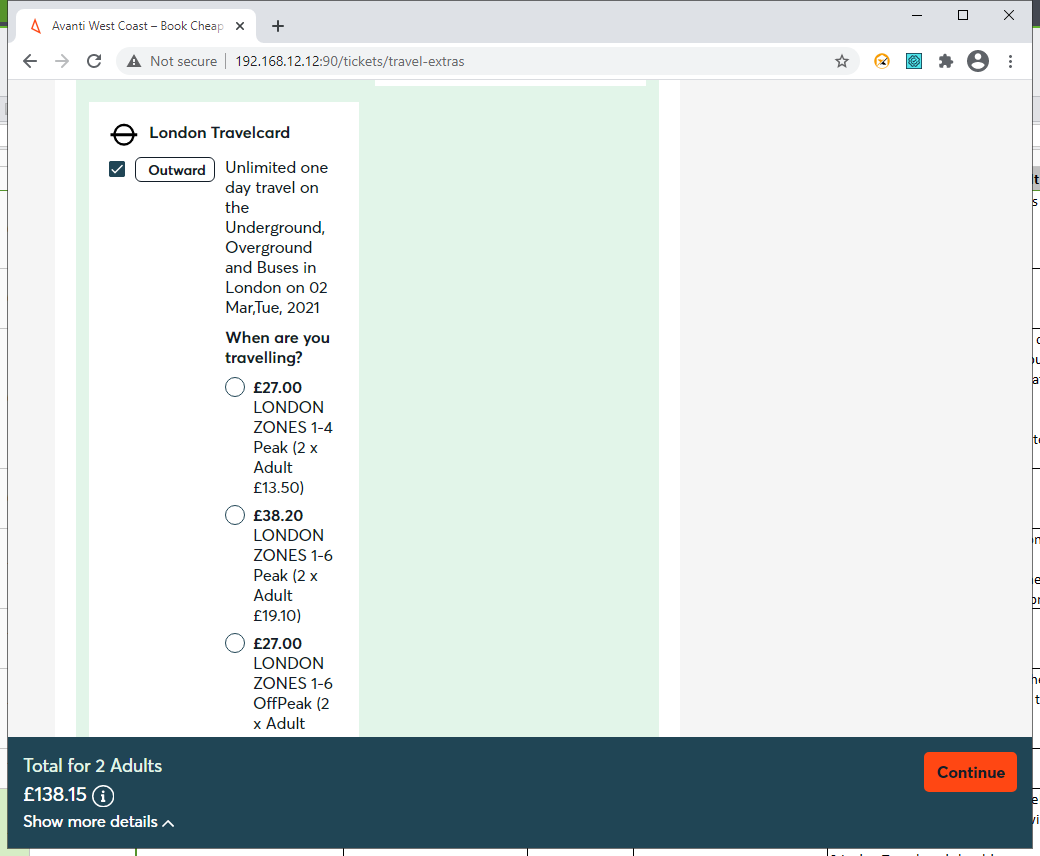 Avanti West Coast – Book Cheap
Not secure
192.168.12.12:90/tickets/travel-extras
London Travelcard
Outward
Unlimited one
day travel on
the
Underground,
Overground
and Buses in
London on 02
Mar,Tue, 2021
When are you
travelling?
£27.00
LONDON
ZONES 1-4
Peak (2 x
Adult
£13.50)
£38.20
LONDON
ZONES 1-6
Peak (2 x
Adult
£19.10)
£27.00
LONDON
ZONES 1-6
OffPeak (2
x Adult
Total for 2 Adults
£138.15
Show more details
Continue